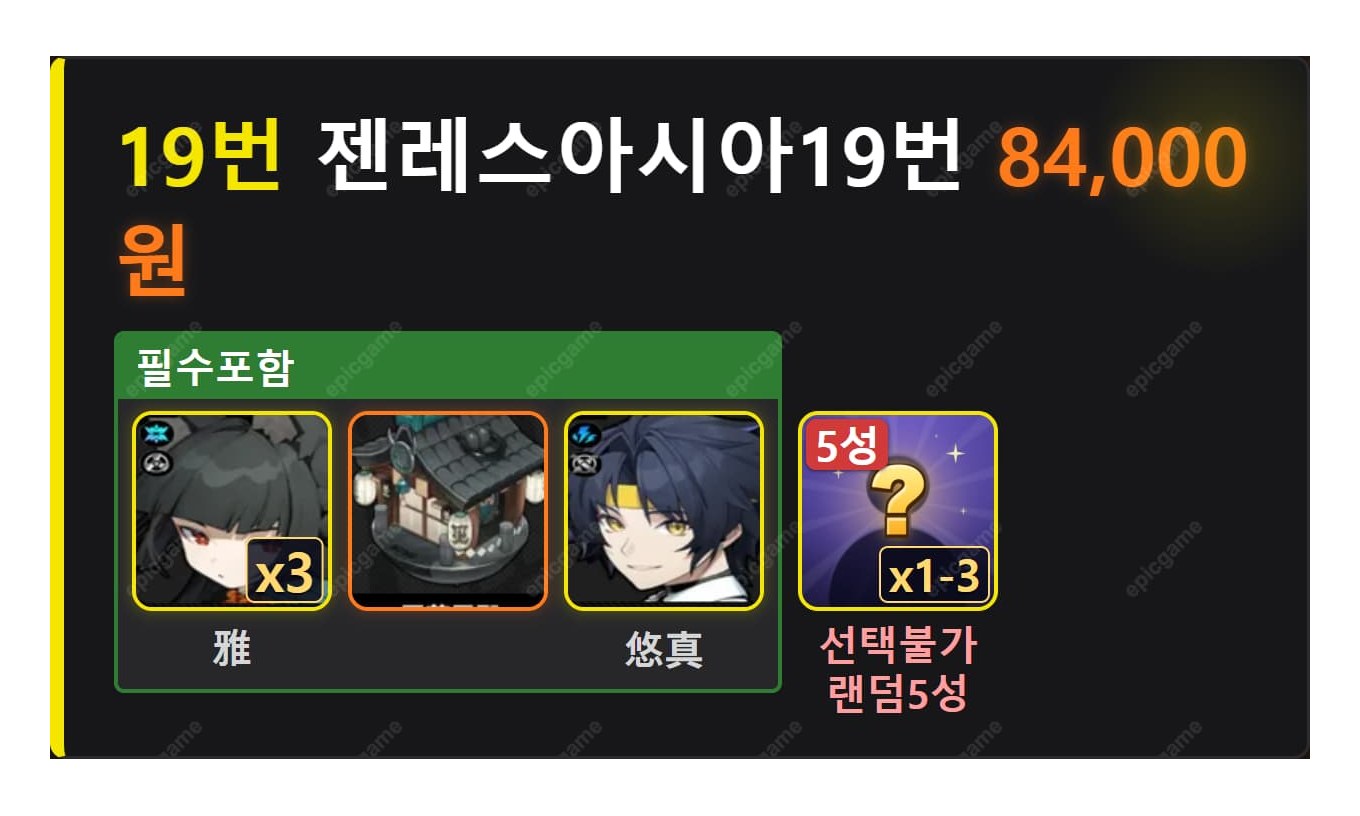 19번 젠레스아시아19번 84,000
원
필수포함
5성
x3
x1-3
雅
悠真
선택불가
랜덤5성
epicgame